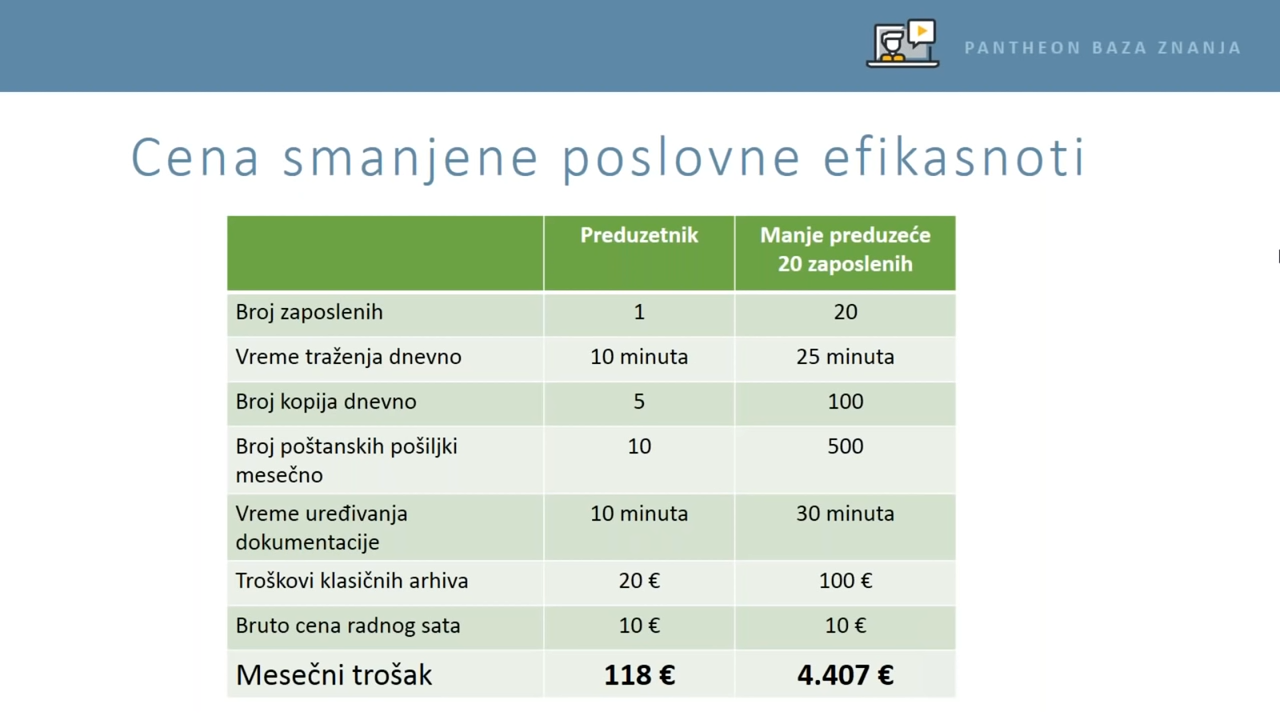 PANTHEON BAZA ZNANJA
Cena smanjene poslovne efikasnoti
Preduzetnik Manje preduzeće
20 zaposlenih
Broj zaposlenih 1 20
Vreme traženja dnevno 10 minuta 25 minuta
Broj kopija dnevno 5 100
Broj poštanskih pošiljki 10 500
mesečno
Vreme uređivanja 10 minuta 30 minuta
dokumentacije
Troškovi klasičnih arhiva 20 € 100 €
Bruto cena radnog sata 10 € 10 €
Mesečni trošak 118 € 4.407 €